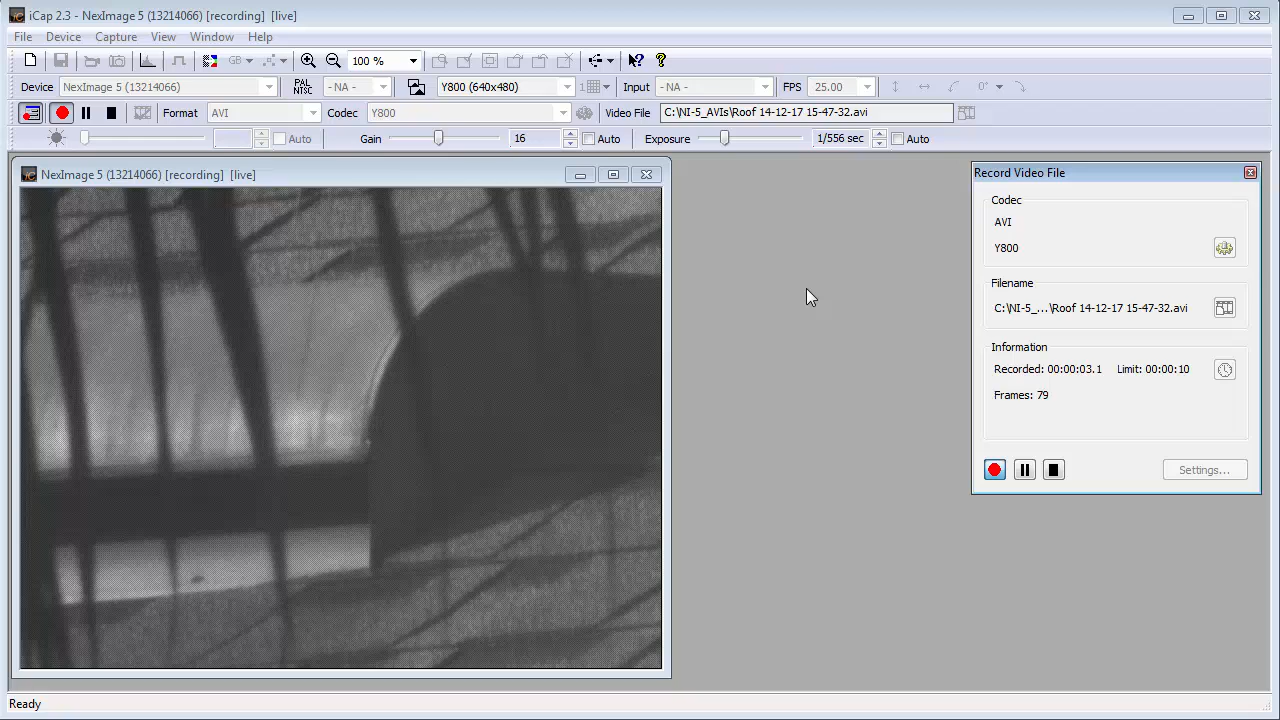 iCap 2.3 - NexImage 5 (13214066) [recording] [live]
File Device Capture View Window Help
100 %
Device NexImage 5 (13214066) PAL NTSC - NA - Y800 (640x480) Input - NA - FPS 25.00 0°
Format AVI Codec Y800 Video File C:\NI-5_AVIs\Roof 14-12-17 15-47-32.avi
Gain 16 Auto Exposure 1/556 sec Auto
Auto
NexImage 5 (13214066) [recording] [live]
Record Video File
Codec
AVI
Y800
Filename
C:\NI-5_...\Roof 14-12-17 15-47-32.avi
Information
Recorded: 00:00:03.1 Limit: 00:00:10
Frames: 79
Settings...
Ready